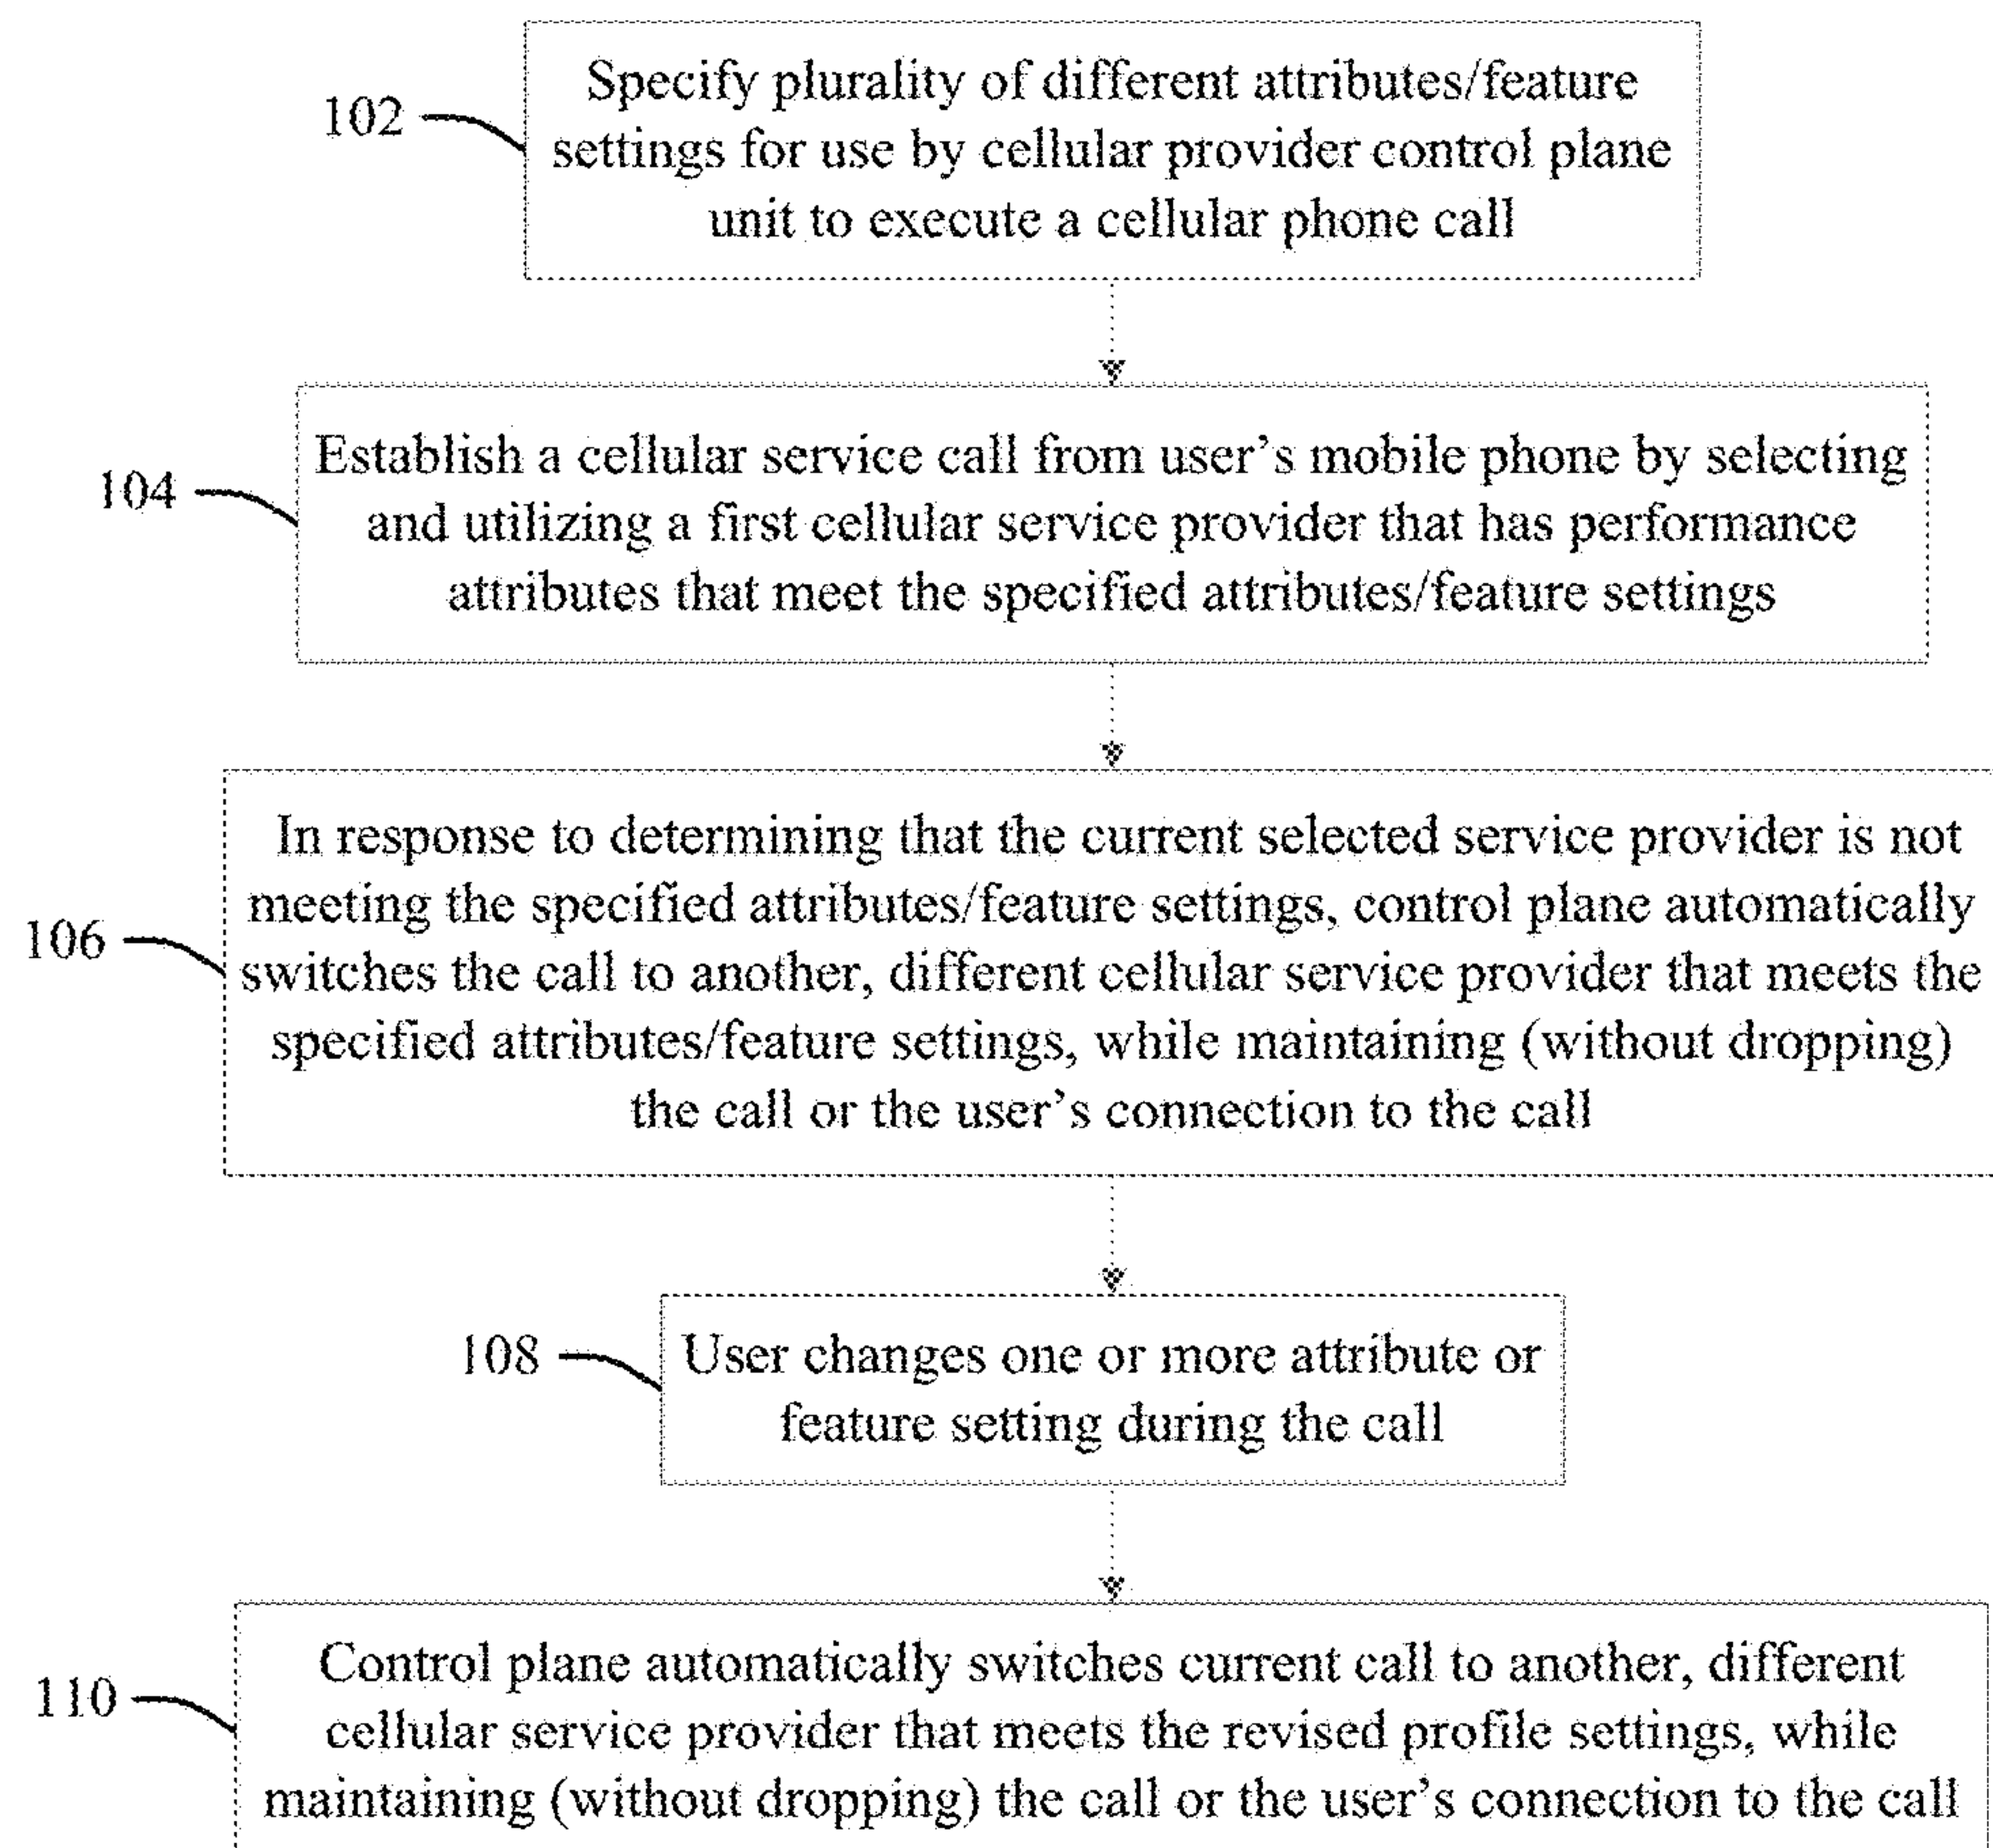 102
Specify plurality of different attributes/feature
settings for use by cellular provider control plane
unit to execute a cellular phone call
104
Establish a cellular service call from user's mobile phone by selecting
and utilizing a first cellular service provider that has performance
attributes that meet the specified attributes/feature settings
106
In response to determining that the current selected service provider is not
meeting the specified attributes/feature settings, control plane automatically
switches the call to another, different cellular service provider that meets the
specified attributes/feature settings, while maintaining (without dropping)
the call or the user's connection to the call
108
User changes one or more attribute or
feature setting during the call
110
Control plane automatically switches current call to another, different
cellular service provider that meets the revised profile settings, while
maintaining (without dropping) the call or the user's connection to the call